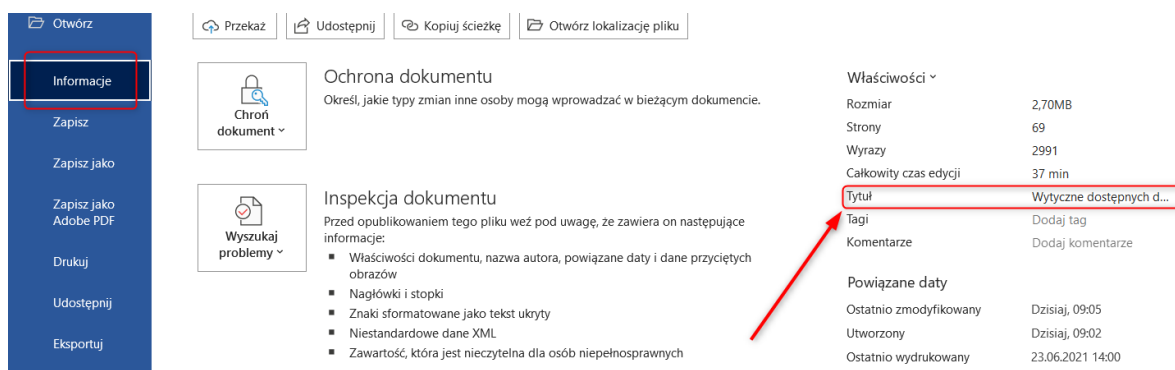 Otwórz
Informacje
Zapisz
Zapisz jako
Zapisz jako
Adobe PDF
Drukuj
Udostępnij
Eksportuj
Przekaż Udostępnij Kopiuj ścieżkę Otwórz lokalizację pliku
Chroń
dokument
Ochrona dokumentu
Określ, jakie typy zmian inne osoby mogą wprowadzać w bieżącym dokumencie.
Wyszukaj
problemy
Inspekcja dokumentu
Przed opublikowaniem tego pliku weź pod uwagę, że zawiera on następujące
informacje:
Właściwości dokumentu, nazwa autora, powiązane daty i dane przyciętych
obrazów
Nagłówki i stopki
Znaki sformatowane jako tekst ukryty
Niestandardowe dane XML
Zawartość, która jest nieczytelna dla osób niepełnosprawnych
Właściwości
Rozmiar 2,70MB
Strony 69
Wyrazy 2991
Całkowity czas edycji 37 min
Tytuł Wytyczne dostępnych d...
Tagi Dodaj tag
Komentarze Dodaj komentarze
Powiązane daty
Ostatnio zmodyfikowany Dzisiaj, 09:05
Utworzony Dzisiaj, 09:02
Ostatnio wydrukowany 23.06.2021 14:00